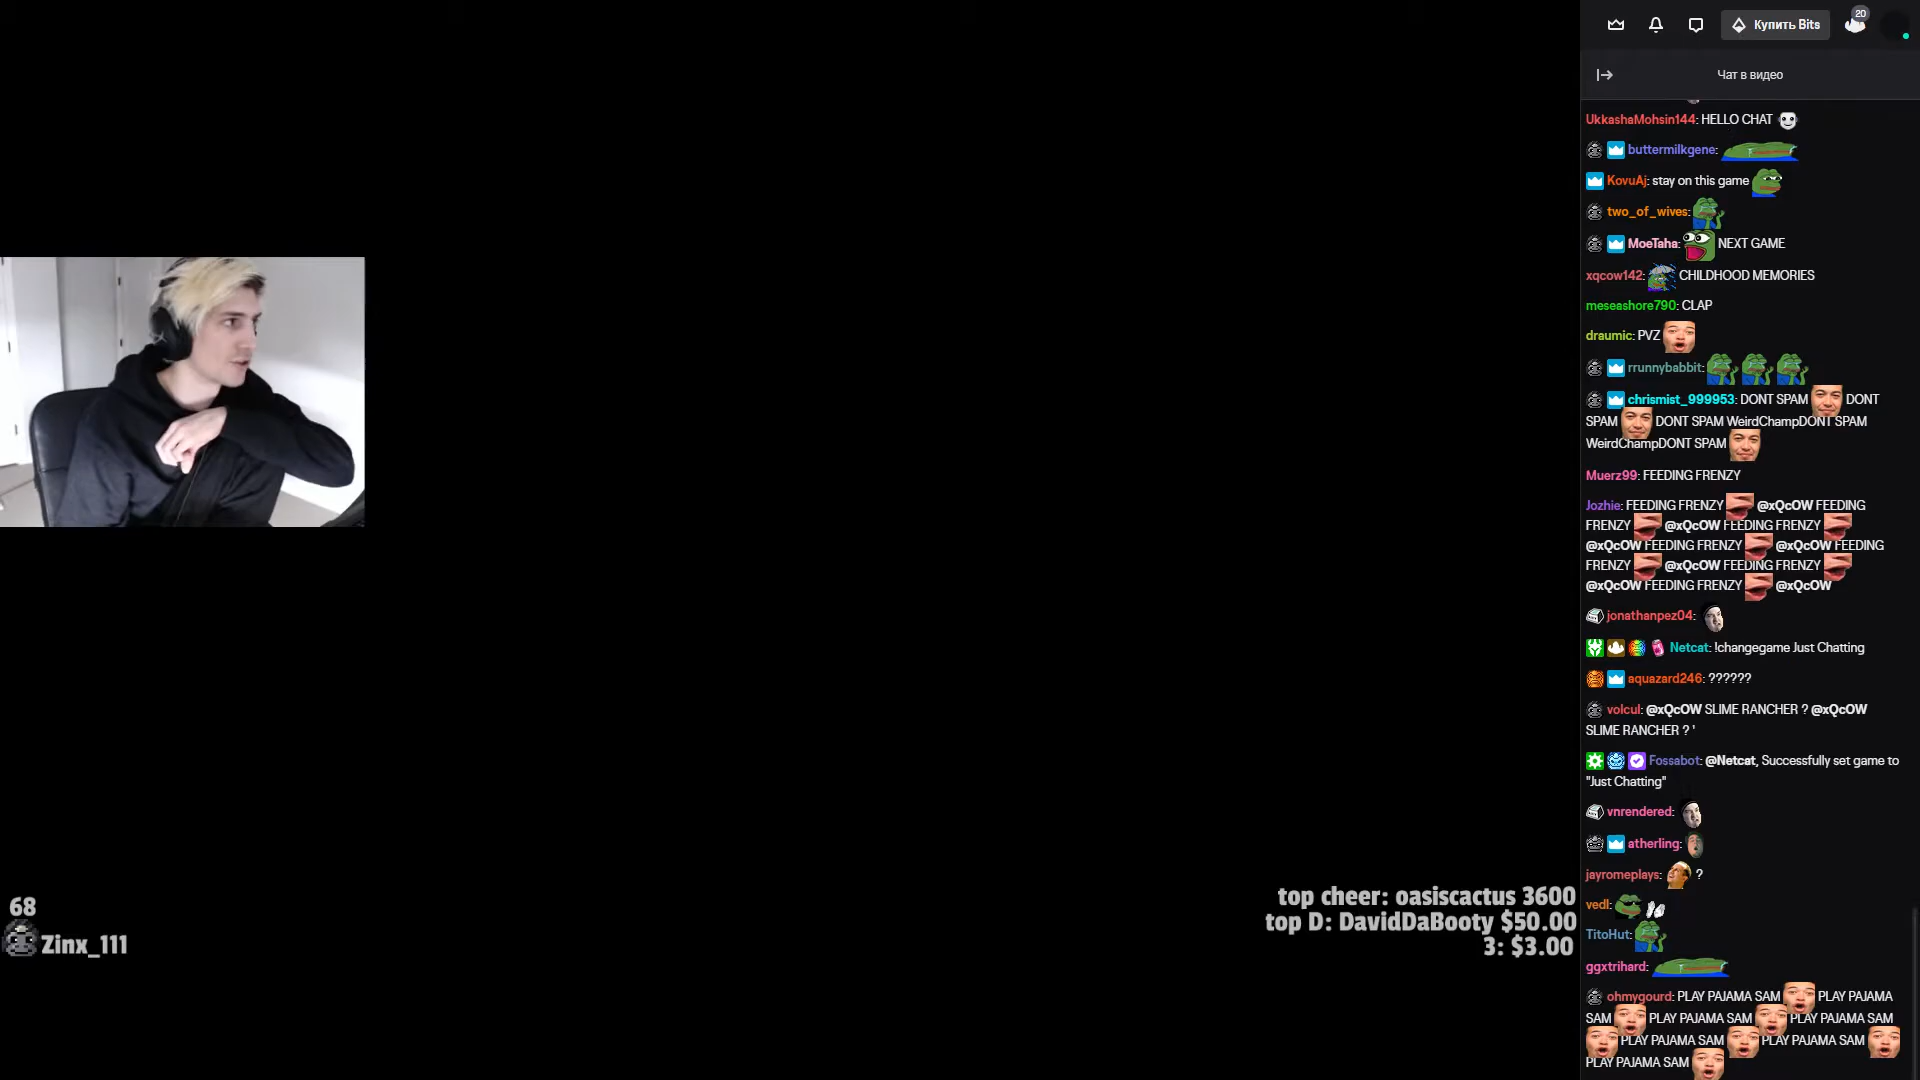 20
Купить Bits
Чат в видео
UkkashaMohsin144: HELLO CHAT
buttermilkgene:
KovuAj: stay on this game
two_of_wives:
MoeTaha: NEXT GAME
xqcow142: CHILDHOOD MEMORIES
meseashore790: CLAP
draumic: PVZ
rrunnybabbit:
chrismist_999953: DONT SPAM DONT
SPAM DONT SPAM WeirdChampDONT SPAM
WeirdChampDONT SPAM
Muerz99: FEEDING FRENZY
Jozhie: FEEDING FRENZY @xQcOW FEEDING
FRENZY @xQcOW FEEDING FRENZY
@xQcOW FEEDING FRENZY @xQcOW FEEDING
FRENZY @xQcOW FEEDING FRENZY
@xQcOW FEEDING FRENZY @xQcOW
jonathanpez04:
Netcat: !changegame Just Chatting
aquazard246: ??????
volcul: @xQcOW SLIME RANCHER ? @xQcOW
SLIME RANCHER ? '
Fossabot: @Netcat, Successfully set game to
"Just Chatting"
vnrendered:
atherling:
jayromeplays: ?
vedl:
TitoHut:
ggxtrihard:
ohmygourd: PLAY PAJAMA SAM PLAY PAJAMA
SAM PLAY PAJAMA SAM PLAY PAJAMA SAM
PLAY PAJAMA SAM PLAY PAJAMA SAM
PLAY PAJAMA SAM
68
Zinx_111
top cheer: oasiscactus 3600
top D: DavidDaBooty $50.00
3: $3.00